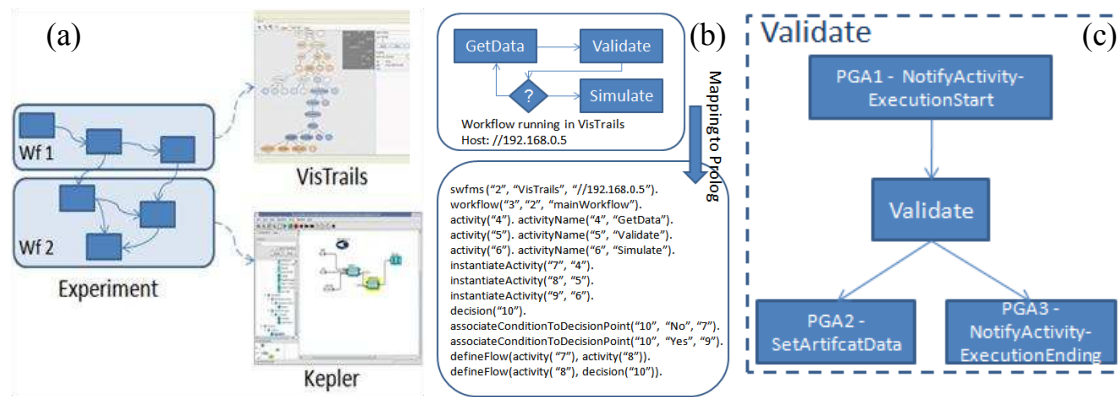 (a)
Wf 1
Wf 2
Experiment
VisTrails
Kepler
(b)
GetData
Validate
?
Simulate
Workflow running in VisTrails
Host: //192.168.0.5
Mapping to Prolog
swfms (“2”, “VisTrails”, “//192.168.0.5”).
workflow(“3”, “2”, “mainWorkflow”).
activity(“4”). activityName(“4”, “GetData”).
activity(“5”). activityName(“5”, “Validate”).
activity(“6”). activityName(“6”, “Simulate”).
instantiateActivity(“7”, “4”).
instantiateActivity(“8”, “5”).
instantiateActivity(“9”, “6”).
decision(“10”).
associateConditionToDecisionPoint(“10”, “No”, “7”).
associateConditionToDecisionPoint(“10”, “Yes”, “9”).
defineFlow(activity( “7”), activity(“8”)).
defineFlow(activity( “8”), decision(“10”)).
(c)
Validate
PGA1 - NotifyActivity-
ExecutionStart
Validate
PGA2 -
SetArtifcatData
PGA3 -
NotifyActivity-
ExecutionEnding